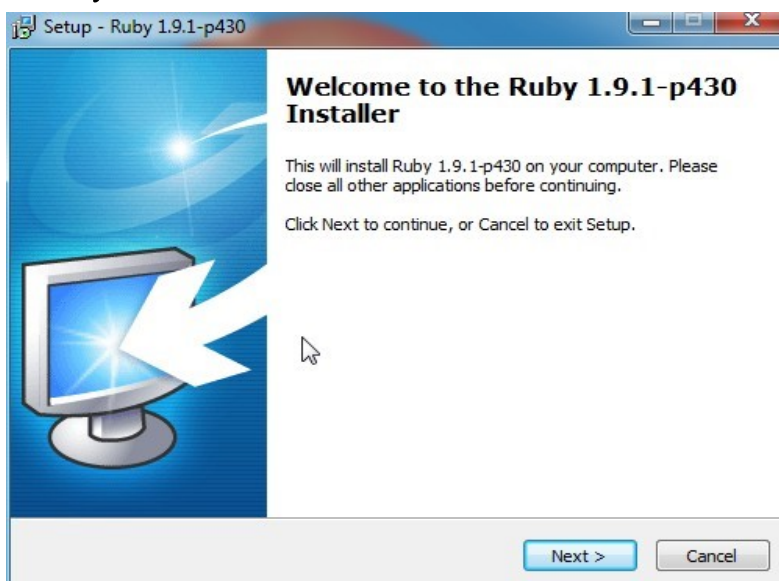 Setup - Ruby 1.9.1-p430
Welcome to the Ruby 1.9.1-p430
Installer
This will install Ruby 1.9.1-p430 on your computer. Please
close all other applications before continuing.
Click Next to continue, or Cancel to exit Setup.
Next >
Cancel